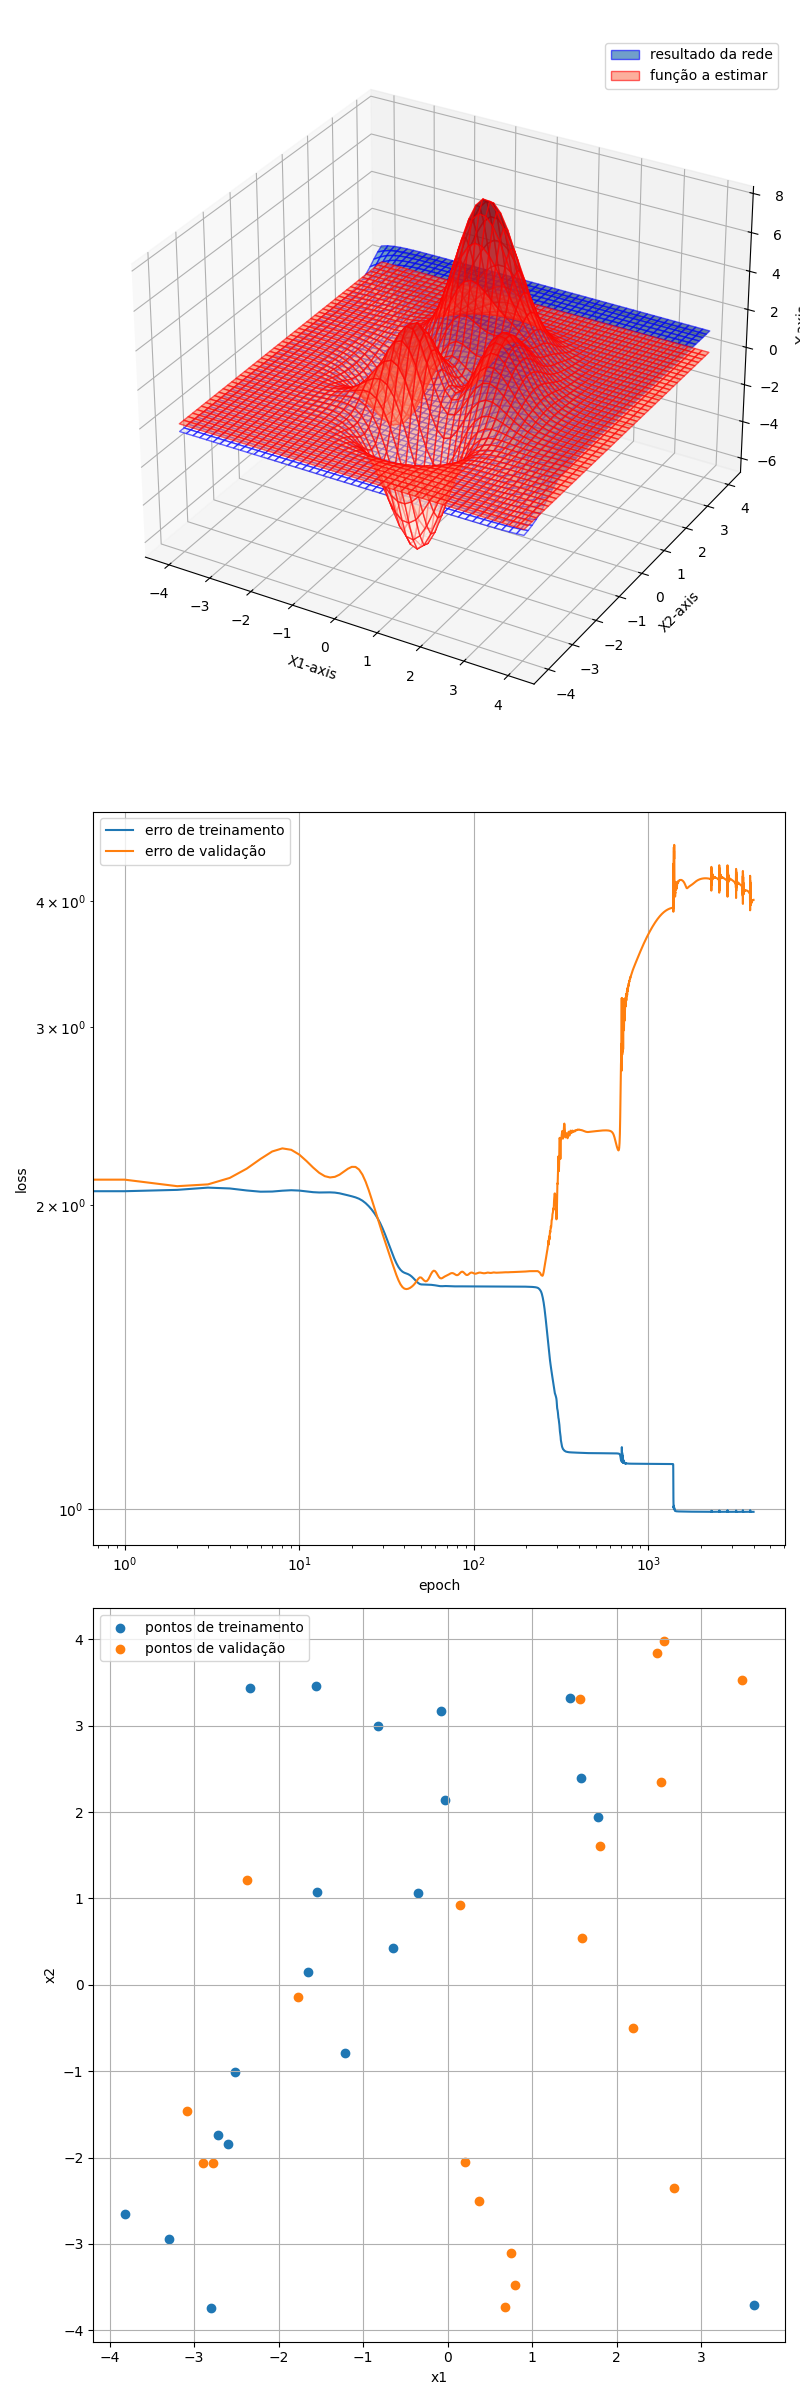 resultado da rede
função a estimar
8
6
4
2
0
−2
−4
−6
−4
−3
−2
−1
0
1
2
3
4
X1-axis
−4
−3
−2
−1
0
1
2
3
4
X2-axis
erro de treinamento
erro de validação
4 × 10⁰
3 × 10⁰
2 × 10⁰
10⁰
loss
10⁰ 10¹ 10² 10³
epoch
pontos de treinamento
pontos de validação
4
3
2
1
0
−1
−2
−3
−4
x2
−4 −3 −2 −1 0 1 2 3
x1